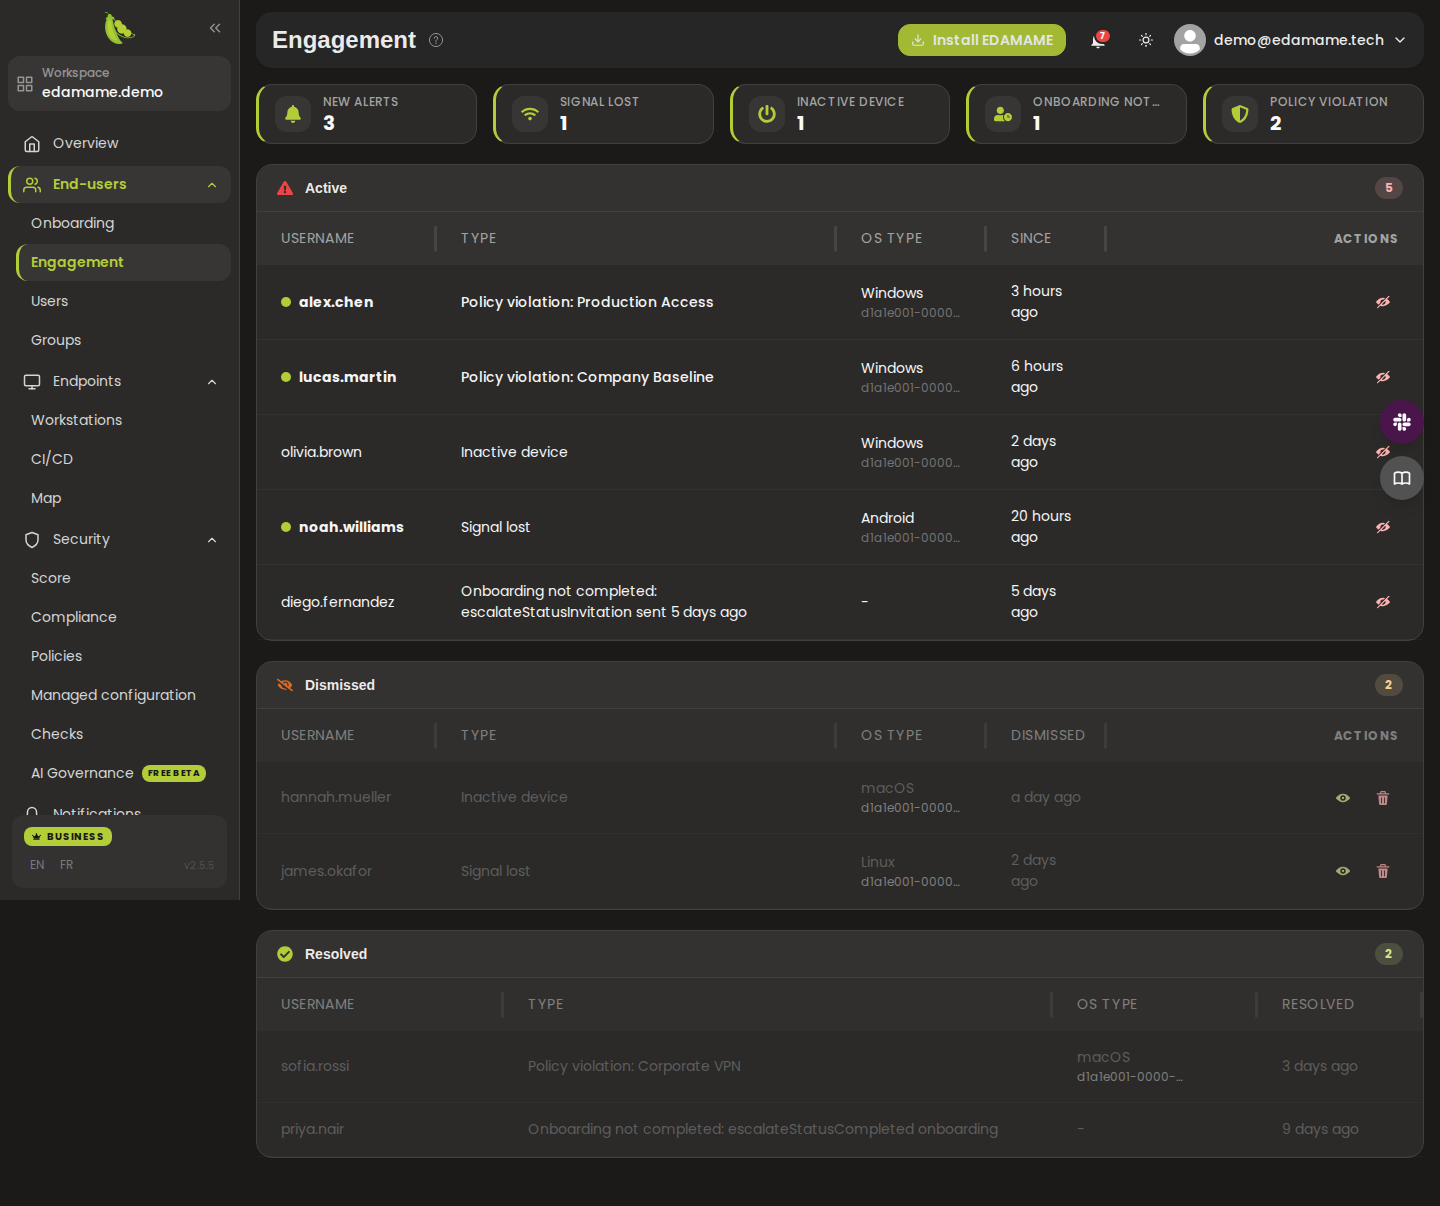 Workspace
edamame.demo
Overview
End-users
Onboarding
Engagement
Users
Groups
Endpoints
Workstations
CI/CD
Map
Security
Score
Compliance
Policies
Managed configuration
Checks
AI Governance FREE BETA
Notifications
BUSINESS
EN FR v2.5.5
Engagement
Install EDAMAME
7
demo@edamame.tech
NEW ALERTS
3
SIGNAL LOST
1
INACTIVE DEVICE
1
ONBOARDING NOT...
1
POLICY VIOLATION
2
Active 5
USERNAME TYPE OS TYPE SINCE ACTIONS
alex.chen Policy violation: Production Access Windows d1a1e001-0000... 3 hours ago
lucas.martin Policy violation: Company Baseline Windows d1a1e001-0000... 6 hours ago
olivia.brown Inactive device Windows d1a1e001-0000... 2 days ago
noah.williams Signal lost Android d1a1e001-0000... 20 hours ago
diego.fernandez Onboarding not completed: escalateStatusInvitation sent 5 days ago - 5 days ago
Dismissed 2
USERNAME TYPE OS TYPE DISMISSED ACTIONS
hannah.mueller Inactive device macOS d1a1e001-0000... a day ago
james.okafor Signal lost Linux d1a1e001-0000... 2 days ago
Resolved 2
USERNAME TYPE OS TYPE RESOLVED
sofia.rossi Policy violation: Corporate VPN macOS d1a1e001-0000-... 3 days ago
priya.nair Onboarding not completed: escalateStatusCompleted onboarding - 9 days ago